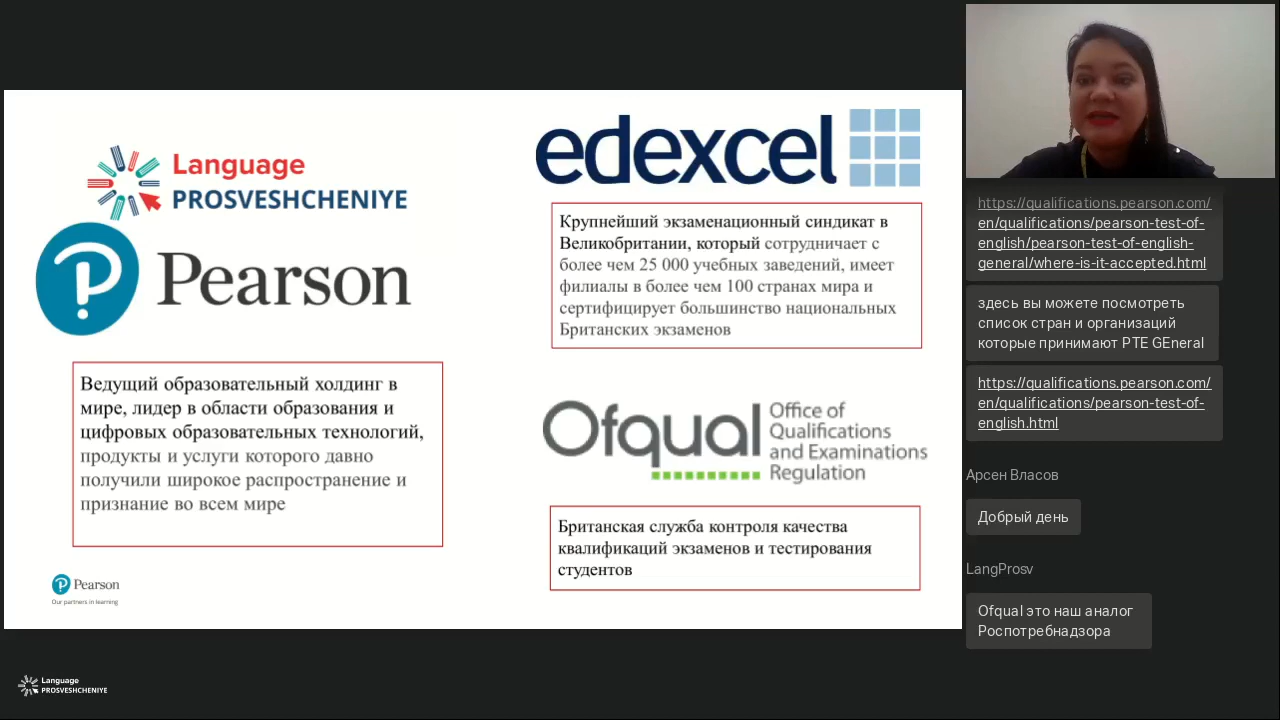 Language
PROSVESHCHENIYE
Pearson
Ведущий образовательный холдинг в
мире, лидер в области образования и
цифровых образовательных технологий,
продукты и услуги которого давно
получили широкое распространение и
признание во всем мире
Pearson
Our partners in learning
edexcel
Крупнейший экзаменационный синдикат в
Великобритании, который сотрудничает с
более чем 25 000 учебных заведений, имеет
филиалы в более чем 100 странах мира и
сертифицирует большинство национальных
Британских экзаменов
Ofqual
Office of
Qualifications
and Examinations
Regulation
Британская служба контроля качества
квалификаций экзаменов и тестирования
студентов
Language
PROSVESHCHENIYE
https://qualifications.pearson.com/
en/qualifications/pearson-test-of-
english/pearson-test-of-english-
general/where-is-it-accepted.html
здесь вы можете посмотреть
список стран и организаций
которые принимают PTE GEneral
https://qualifications.pearson.com/
en/qualifications/pearson-test-of-
english.html
Арсен Власов
Добрый день
LangProsv
Ofqual это наш аналог
Роспотребнадзора